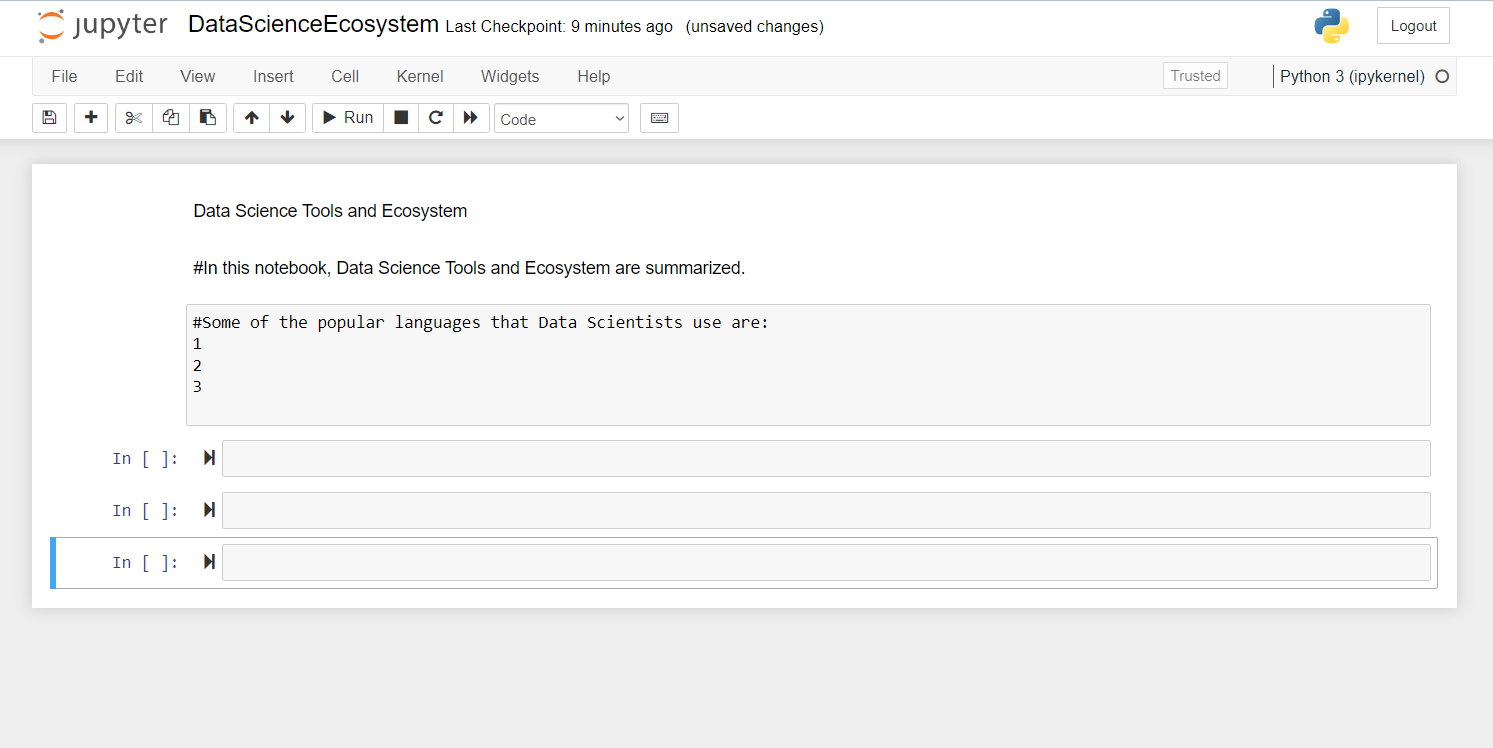 jupyter DataScienceEcosystem Last Checkpoint: 9 minutes ago (unsaved changes) Logout
File Edit View Insert Cell Kernel Widgets Help Trusted Python 3 (ipykernel)
Run Code
Data Science Tools and Ecosystem
#In this notebook, Data Science Tools and Ecosystem are summarized.
#Some of the popular languages that Data Scientists use are:
1
2
3
In [ ]:
In [ ]:
In [ ]: